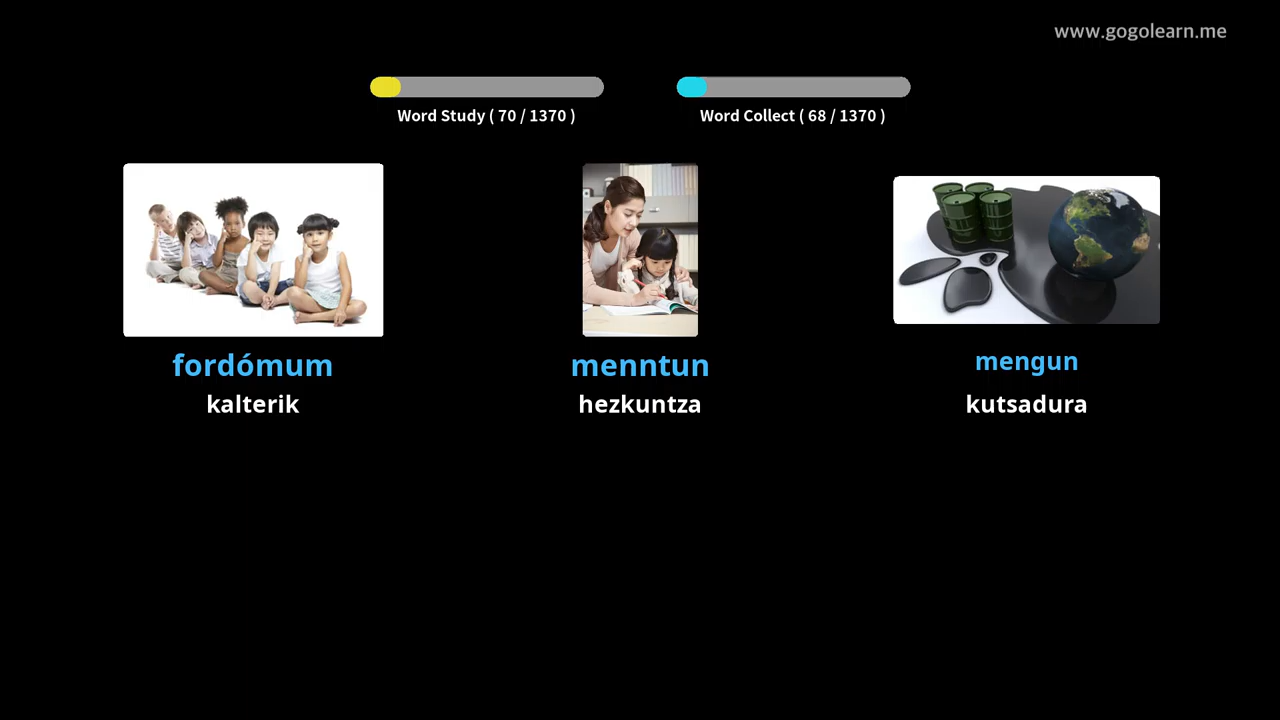 www.gogolearn.me
Word Study ( 70 / 1370 )
Word Collect ( 68 / 1370 )
fordómum
menntun
mengun
kalterik
hezkuntza
kutsadura